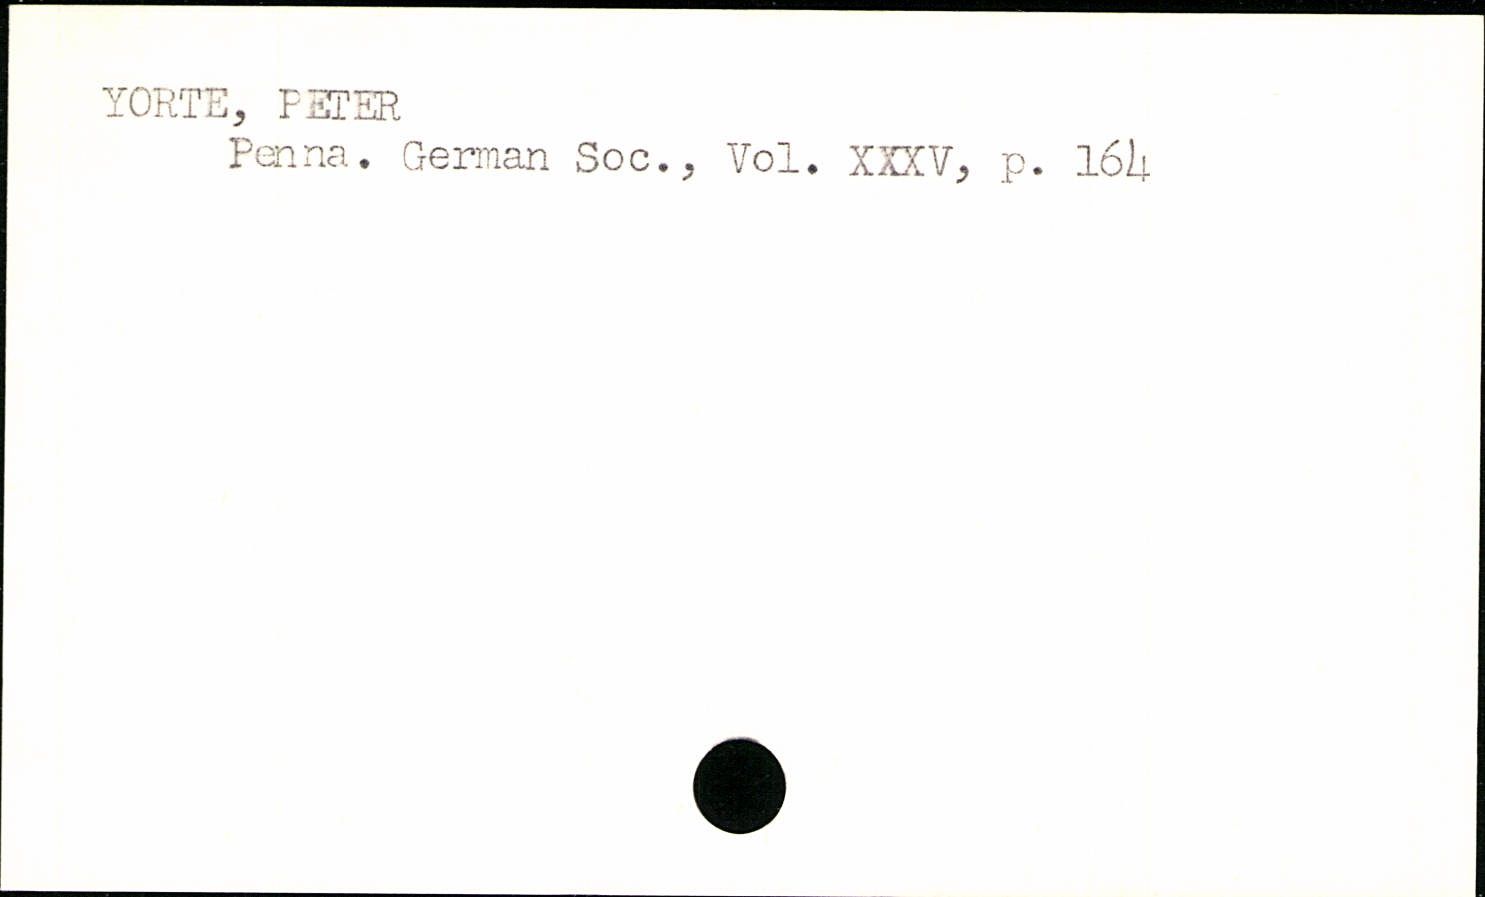 YORTE, PETER
Penna. German Soc., Vol. XXXV, p. 164